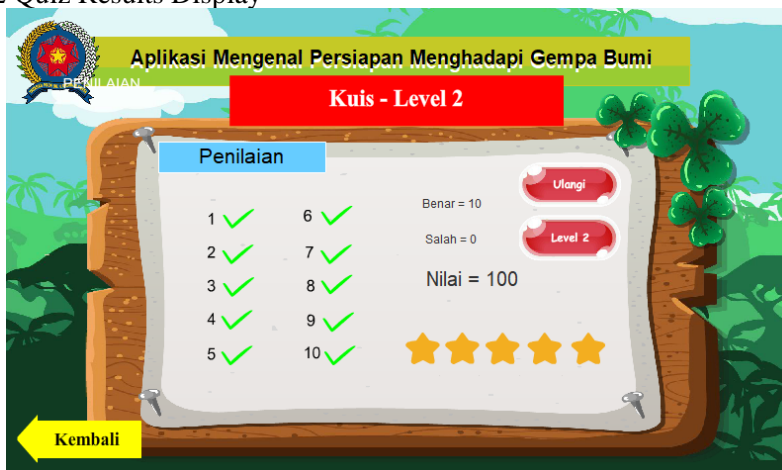 2 Quiz Results Display
Aplikasi Mengenal Persiapan Menghadapi Gempa Bumi
PENILAIAN
Kuis - Level 2
Penilaian
1
2
3
4
5
6
7
8
9
10
Benar = 10
Salah = 0
Nilai = 100
Ulangi
Level 2
Kembali